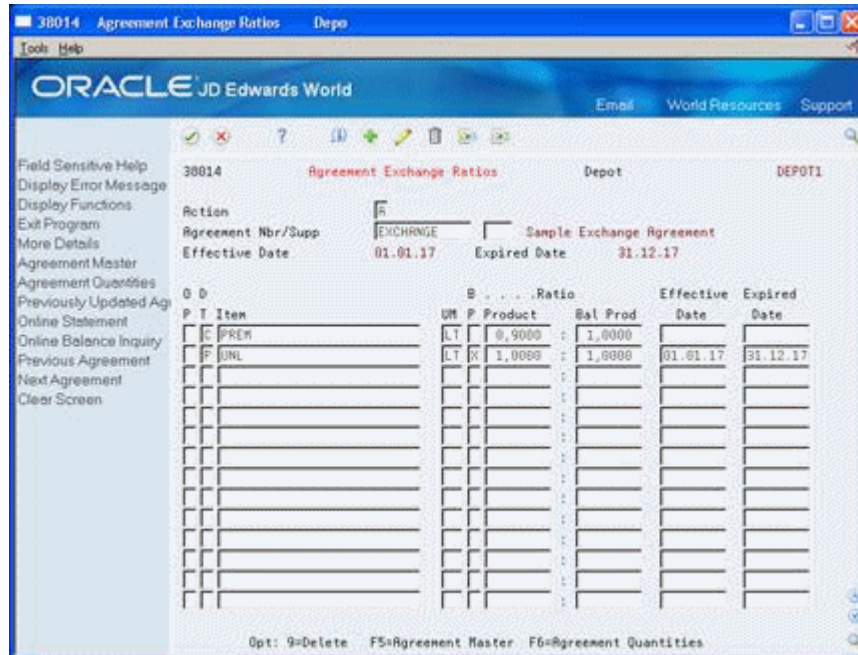 38014 Agreement Exchange Ratios Depo
Tools Help
ORACLE JD Edwards World
Email World Resources Support
Field Sensitive Help
Display Error Message
Display Functions
Exit Program
More Details
Agreement Master
Agreement Quantities
Previously Updated Agr
Online Statement
Online Balance Inquiry
Previous Agreement
Next Agreement
Clear Screen
38014 Agreement Exchange Ratios Depot DEPOT1
Action
Agreement Nbr/Supp EXCHANGE Sample Exchange Agreement
Effective Date 01.01.17 Expired Date 31.12.17
O D B . . . . .Ratio Effective Expired
P T Item UM P Product Bal Prod Date Date
C PREM LT 0,9000 : 1,0000
P UNL LT X 1,0000 : 1,0000 01.01.17 31.12.17
:
:
:
:
:
:
:
:
:
:
:
:
Opt: 9=Delete F5=Agreement Master F6=Agreement Quantities